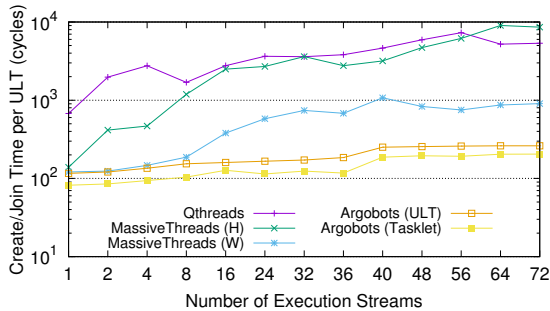 Create/Join Time per ULT (cycles)
10^4
10^3
10^2
10^1
Qthreads
MassiveThreads (H)
MassiveThreads (W)
Argobots (ULT)
Argobots (Tasklet)
1 2 4 8 16 24 32 36 40 48 56 64 72
Number of Execution Streams